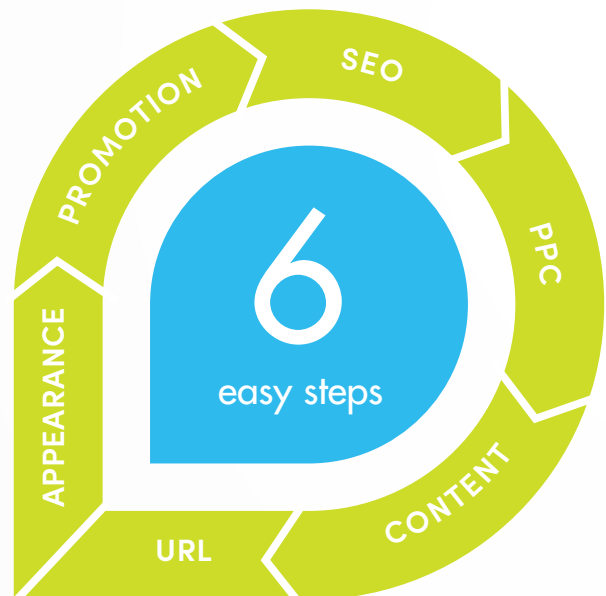 6
easy steps
APPEARANCE
PROMOTION
SEO
PPC
CONTENT
URL